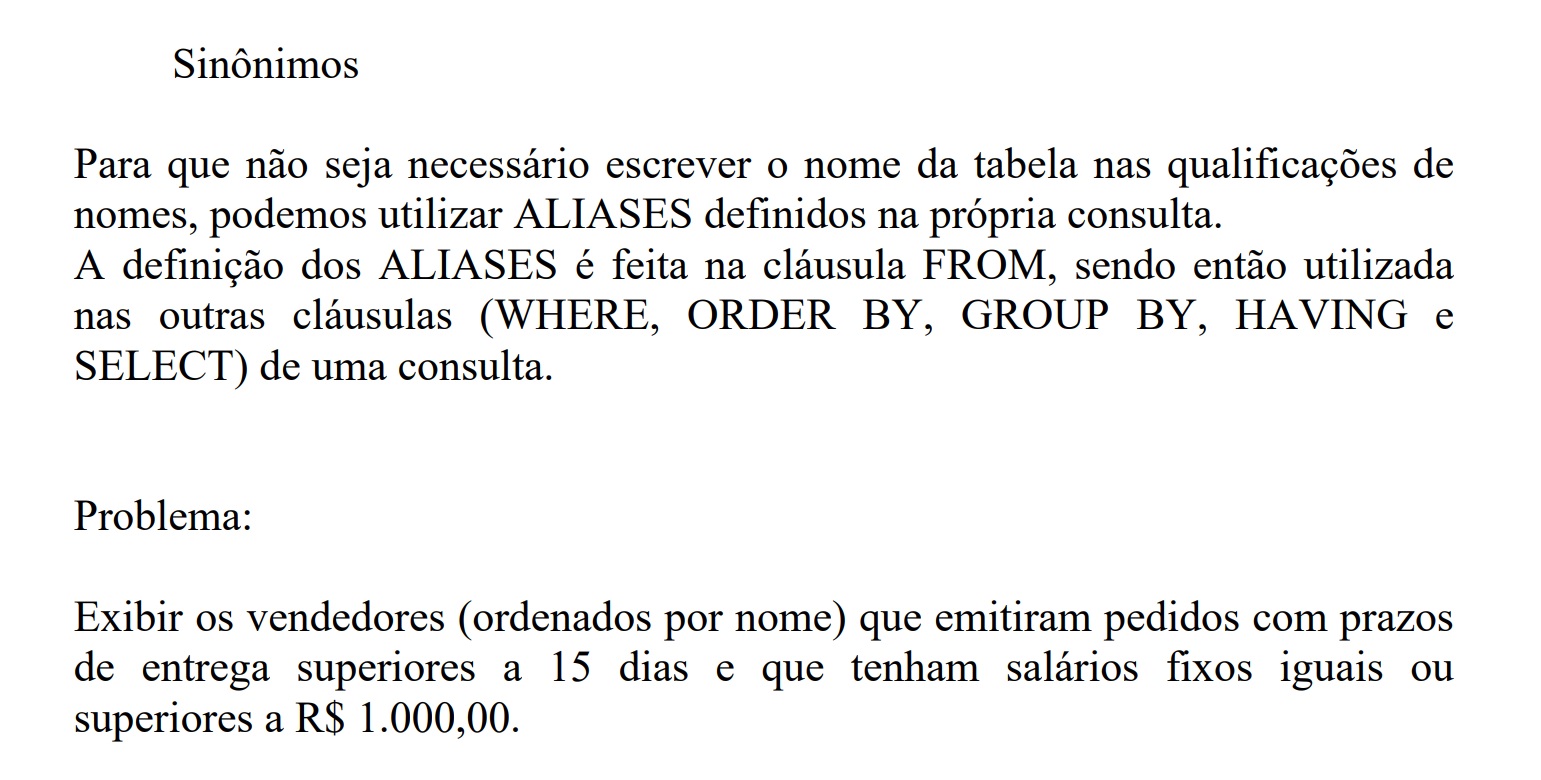 Sinônimos
Para que não seja necessário escrever o nome da tabela nas qualificações de
nomes, podemos utilizar ALIASES definidos na própria consulta.
A definição dos ALIASES é feita na cláusula FROM, sendo então utilizada
nas outras cláusulas (WHERE, ORDER BY, GROUP BY, HAVING e
SELECT) de uma consulta.
Problema:
Exibir os vendedores (ordenados por nome) que emitiram pedidos com prazos
de entrega superiores a 15 dias e que tenham salários fixos iguais ou
superiores a R$ 1.000,00.